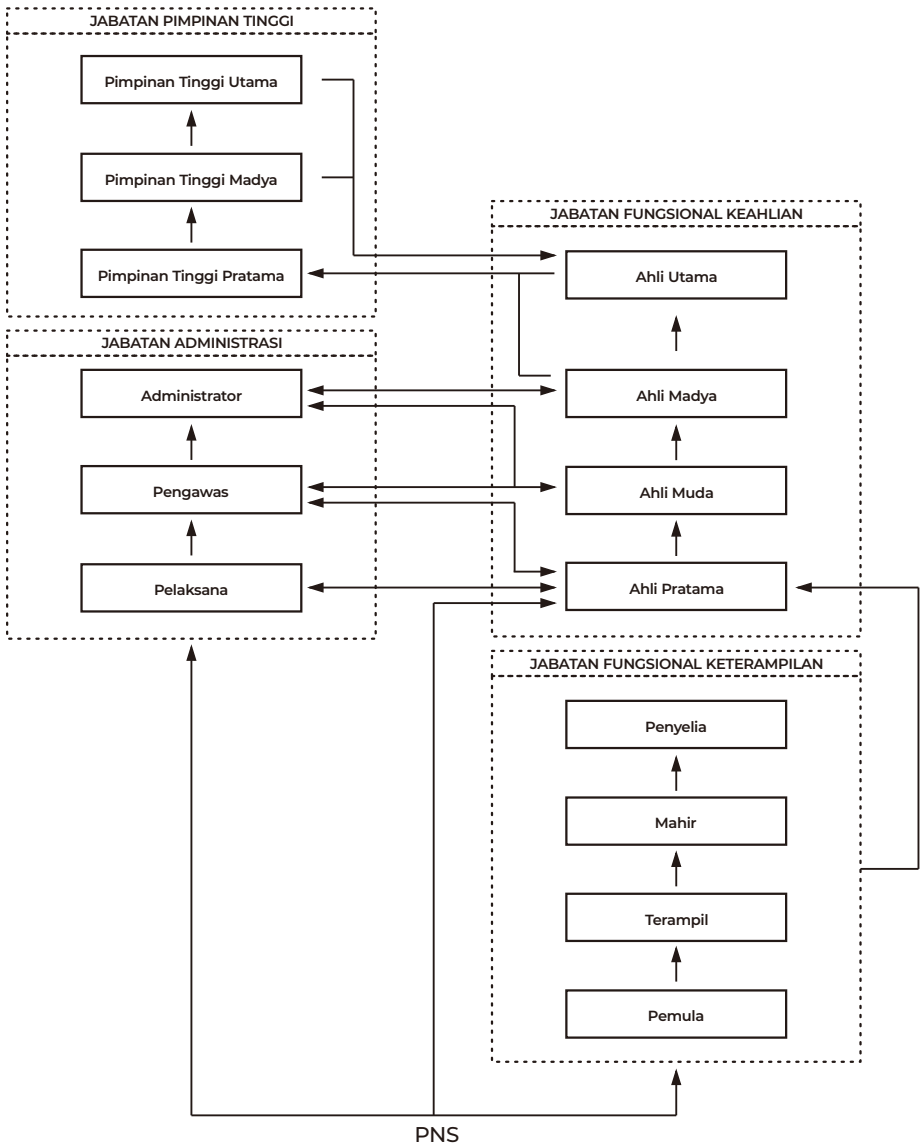 JABATAN PIMPINAN TINGGI
Pimpinan Tinggi Utama
Pimpinan Tinggi Madya
Pimpinan Tinggi Pratama
JABATAN ADMINISTRASI
Administrator
Pengawas
Pelaksana
JABATAN FUNGSIONAL KEAHLIAN
Ahli Utama
Ahli Madya
Ahli Muda
Ahli Pratama
JABATAN FUNGSIONAL KETERAMPILAN
Penyelia
Mahir
Terampil
Pemula
PNS